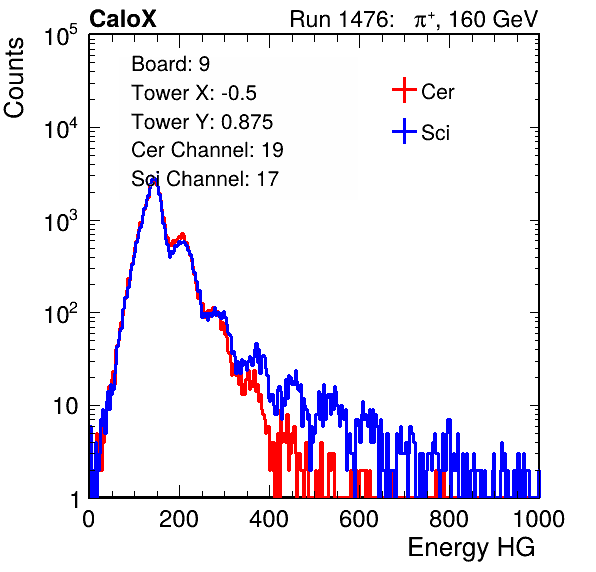 CaloX Run 1476: π⁺, 160 GeV
Counts
10⁵
10⁴
10³
10²
10
1
Board: 9
Tower X: -0.5
Tower Y: 0.875
Cer Channel: 19
Sci Channel: 17
Cer
Sci
0 200 400 600 800 1000
Energy HG